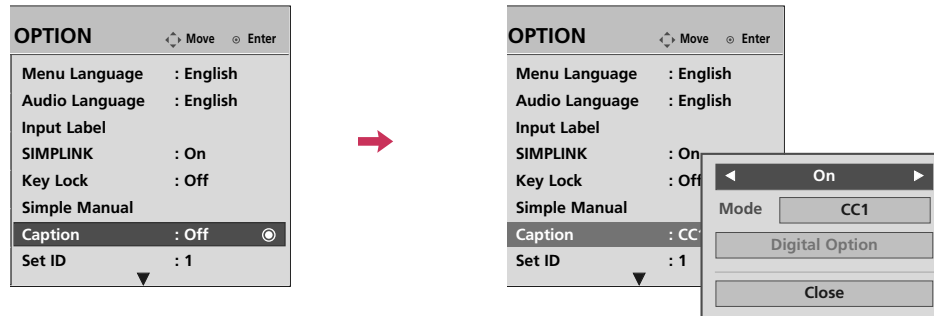 OPTION Move Enter
Menu Language : English
Audio Language : English
Input Label
SIMPLINK : On
Key Lock : Off
Simple Manual
Caption : Off
Set ID : 1
OPTION Move Enter
Menu Language : English
Audio Language : English
Input Label
SIMPLINK : On
Key Lock : Off
Simple Manual
Caption : CC1
Set ID : 1
On
Mode CC1
Digital Option
Close